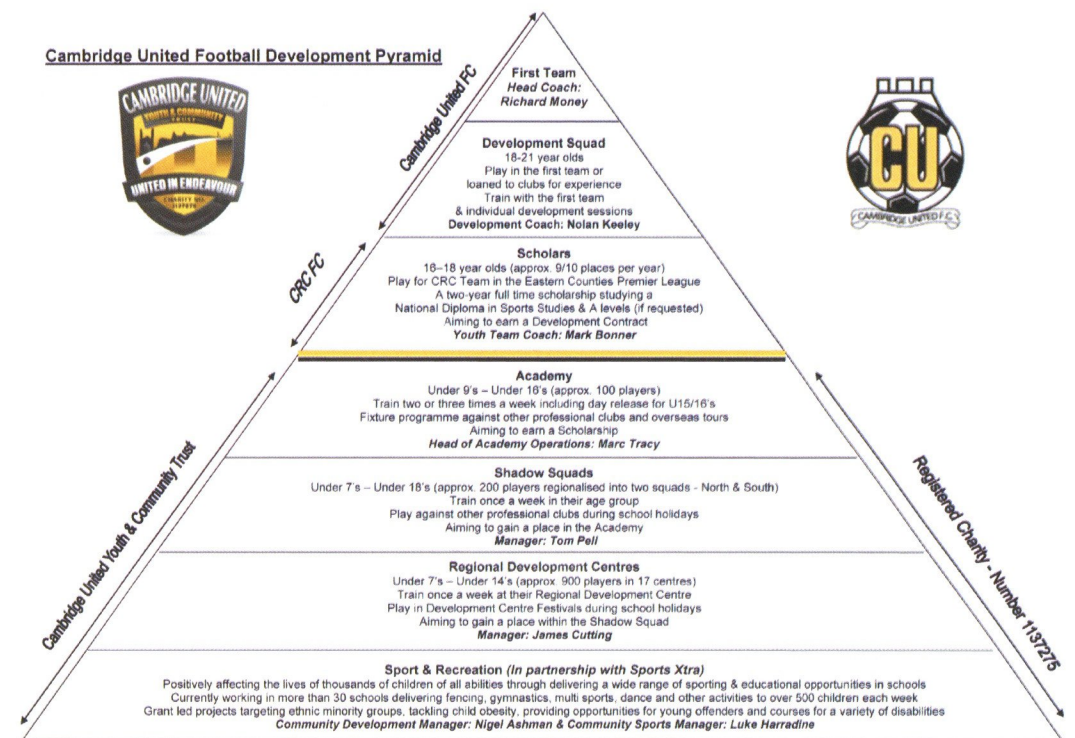 Cambridge United Football Development Pyramid
CAMBRIDGE UNITED
YOUTH & COMMUNITY
TRUST
UNITED IN ENDEAVOUR
CHARITY NO.
CU
CAMBRIDGE UNITED F.C.
Cambridge United FC
First Team
Head Coach:
Richard Money
Development Squad
18-21 year olds
Play in the first team or
loaned to clubs for experience
Train with the first team
& individual development sessions
Development Coach: Nolan Keeley
CRC FC
Scholars
16–18 year olds (approx. 9/10 places per year)
Play for CRC Team in the Eastern Counties Premier League
A two-year full time scholarship studying a
National Diploma in Sports Studies & A levels (if requested)
Aiming to earn a Development Contract
Youth Team Coach: Mark Bonner
Cambridge United Youth & Community Trust
Academy
Under 9's – Under 16's (approx. 100 players)
Train two or three times a week including day release for U15/16's
Fixture programme against other professional clubs and overseas tours
Aiming to earn a Scholarship
Head of Academy Operations: Marc Tracy
Shadow Squads
Under 7's – Under 18's (approx. 200 players regionalised into two squads - North & South)
Train once a week in their age group
Play against other professional clubs during school holidays
Aiming to gain a place in the Academy
Manager: Tom Pell
Regional Development Centres
Under 7's – Under 14's (approx. 900 players in 17 centres)
Train once a week at their Regional Development Centre
Play in Development Centre Festivals during school holidays
Aiming to gain a place within the Shadow Squad
Manager: James Cutting
Registered Charity - Number 1137275
Sport & Recreation (In partnership with Sports Xtra)
Positively affecting the lives of thousands of children of all abilities through delivering a wide range of sporting & educational opportunities in schools
Currently working in more than 30 schools delivering fencing, gymnastics, multi sports, dance and other activities to over 500 children each week
Grant led projects targeting ethnic minority groups, tackling child obesity, providing opportunities for young offenders and courses for a variety of disabilities
Community Development Manager: Nigel Ashman & Community Sports Manager: Luke Harradine